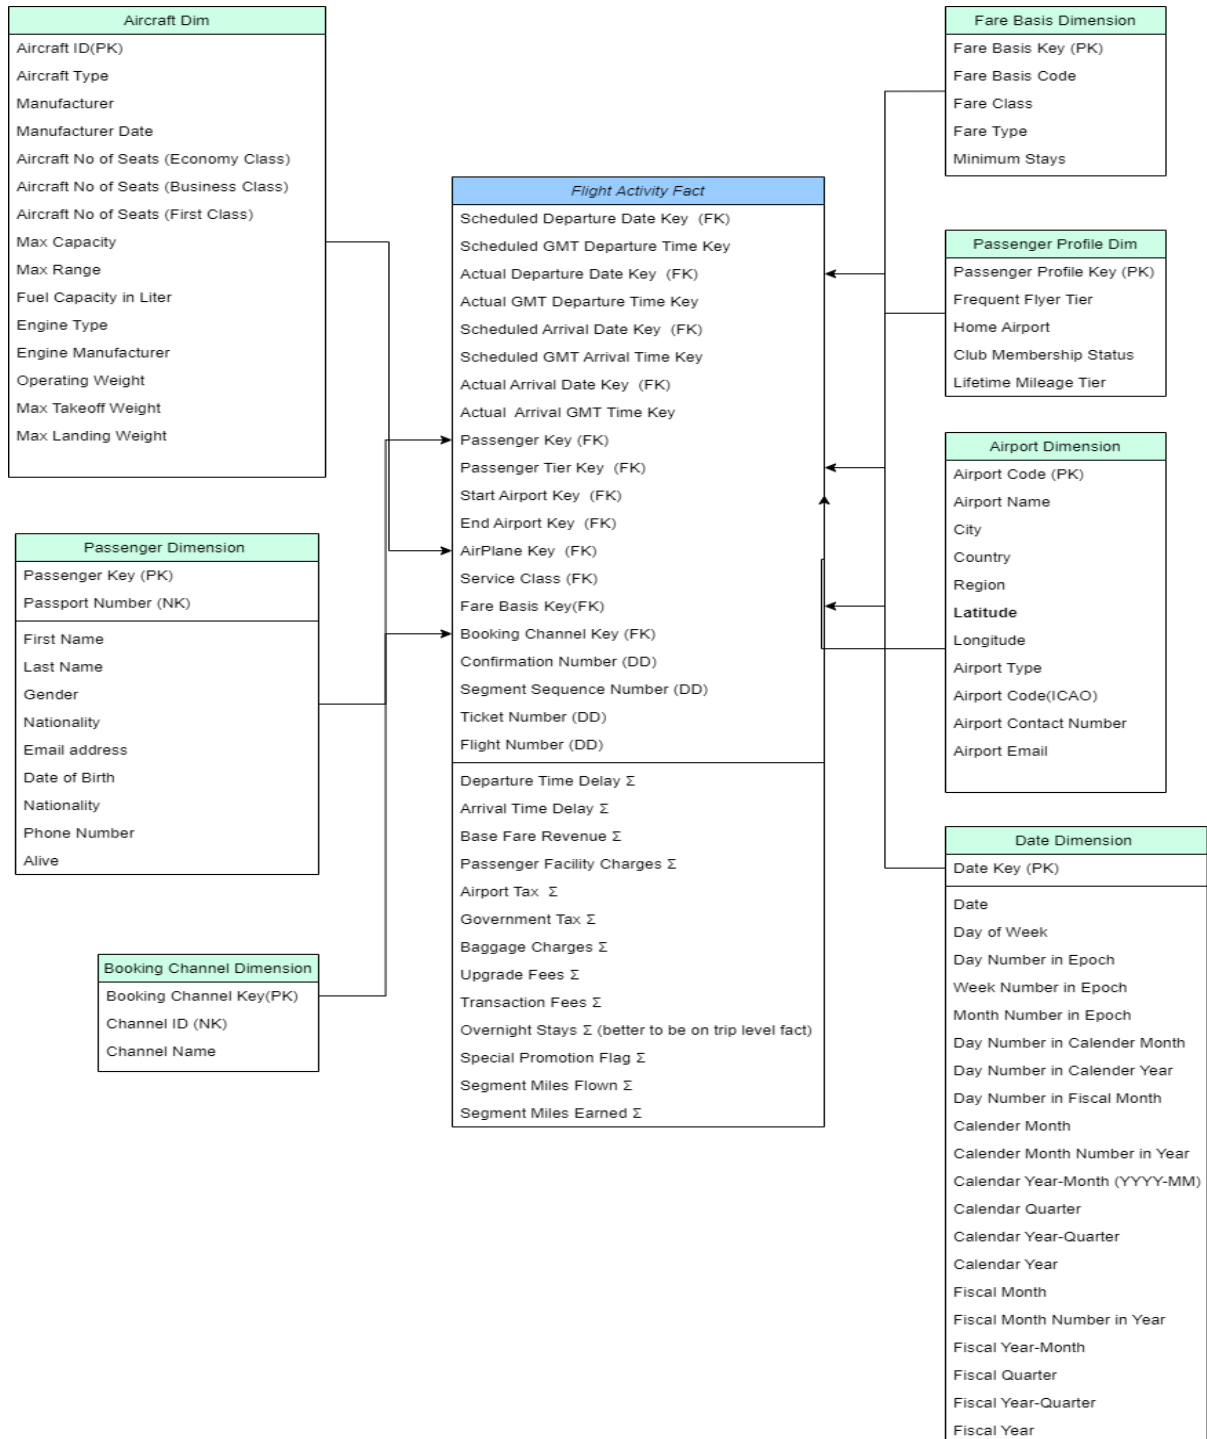 Aircraft Dim
Aircraft ID(PK)
Aircraft Type
Manufacturer
Manufacturer Date
Aircraft No of Seats (Economy Class)
Aircraft No of Seats (Business Class)
Aircraft No of Seats (First Class)
Max Capacity
Max Range
Fuel Capacity in Liter
Engine Type
Engine Manufacturer
Operating Weight
Max Takeoff Weight
Max Landing Weight
Passenger Dimension
Passenger Key (PK)
Passport Number (NK)
First Name
Last Name
Gender
Nationality
Email address
Date of Birth
Nationality
Phone Number
Alive
Booking Channel Dimension
Booking Channel Key(PK)
Channel ID (NK)
Channel Name
Flight Activity Fact
Scheduled Departure Date Key (FK)
Scheduled GMT Departure Time Key
Actual Departure Date Key (FK)
Actual GMT Departure Time Key
Scheduled Arrival Date Key (FK)
Scheduled GMT Arrival Time Key
Actual Arrival Date Key (FK)
Actual Arrival GMT Time Key
Passenger Key (FK)
Passenger Tier Key (FK)
Start Airport Key (FK)
End Airport Key (FK)
AirPlane Key (FK)
Service Class (FK)
Fare Basis Key(FK)
Booking Channel Key (FK)
Confirmation Number (DD)
Segment Sequence Number (DD)
Ticket Number (DD)
Flight Number (DD)
Departure Time Delay Σ
Arrival Time Delay Σ
Base Fare Revenue Σ
Passenger Facility Charges Σ
Airport Tax Σ
Government Tax Σ
Baggage Charges Σ
Upgrade Fees Σ
Transaction Fees Σ
Overnight Stays Σ (better to be on trip level fact)
Special Promotion Flag Σ
Segment Miles Flown Σ
Segment Miles Earned Σ
Fare Basis Dimension
Fare Basis Key (PK)
Fare Basis Code
Fare Class
Fare Type
Minimum Stays
Passenger Profile Dim
Passenger Profile Key (PK)
Frequent Flyer Tier
Home Airport
Club Membership Status
Lifetime Mileage Tier
Airport Dimension
Airport Code (PK)
Airport Name
City
Country
Region
Latitude
Longitude
Airport Type
Airport Code(ICAO)
Airport Contact Number
Airport Email
Date Dimension
Date Key (PK)
Date
Day of Week
Day Number in Epoch
Week Number in Epoch
Month Number in Epoch
Day Number in Calender Month
Day Number in Calender Year
Day Number in Fiscal Month
Calender Month
Calender Month Number in Year
Calendar Year-Month (YYYY-MM)
Calendar Quarter
Calendar Year-Quarter
Calendar Year
Fiscal Month
Fiscal Month Number in Year
Fiscal Year-Month
Fiscal Quarter
Fiscal Year-Quarter
Fiscal Year